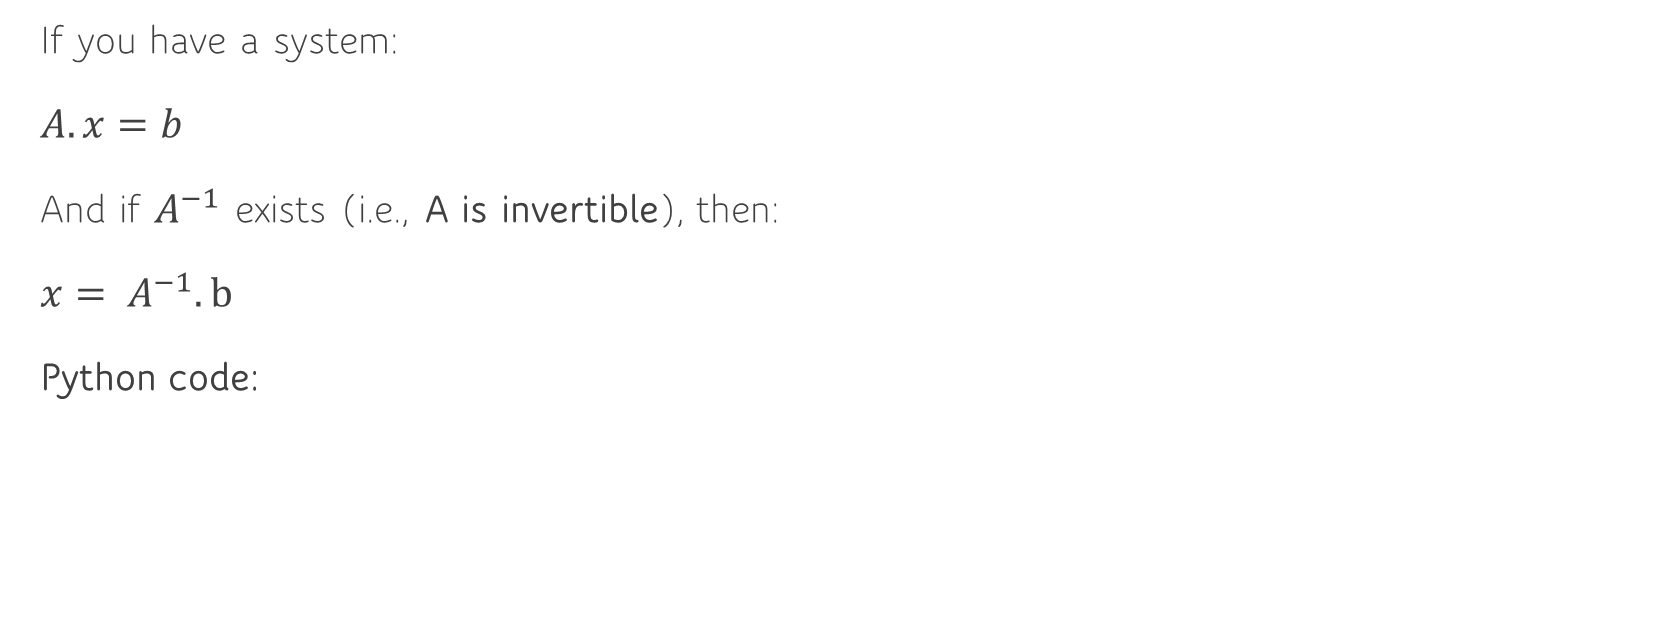 If you have a system:
A. x = b
And if A⁻¹ exists (i.e., A is invertible), then:
x = A⁻¹. b
Python code: